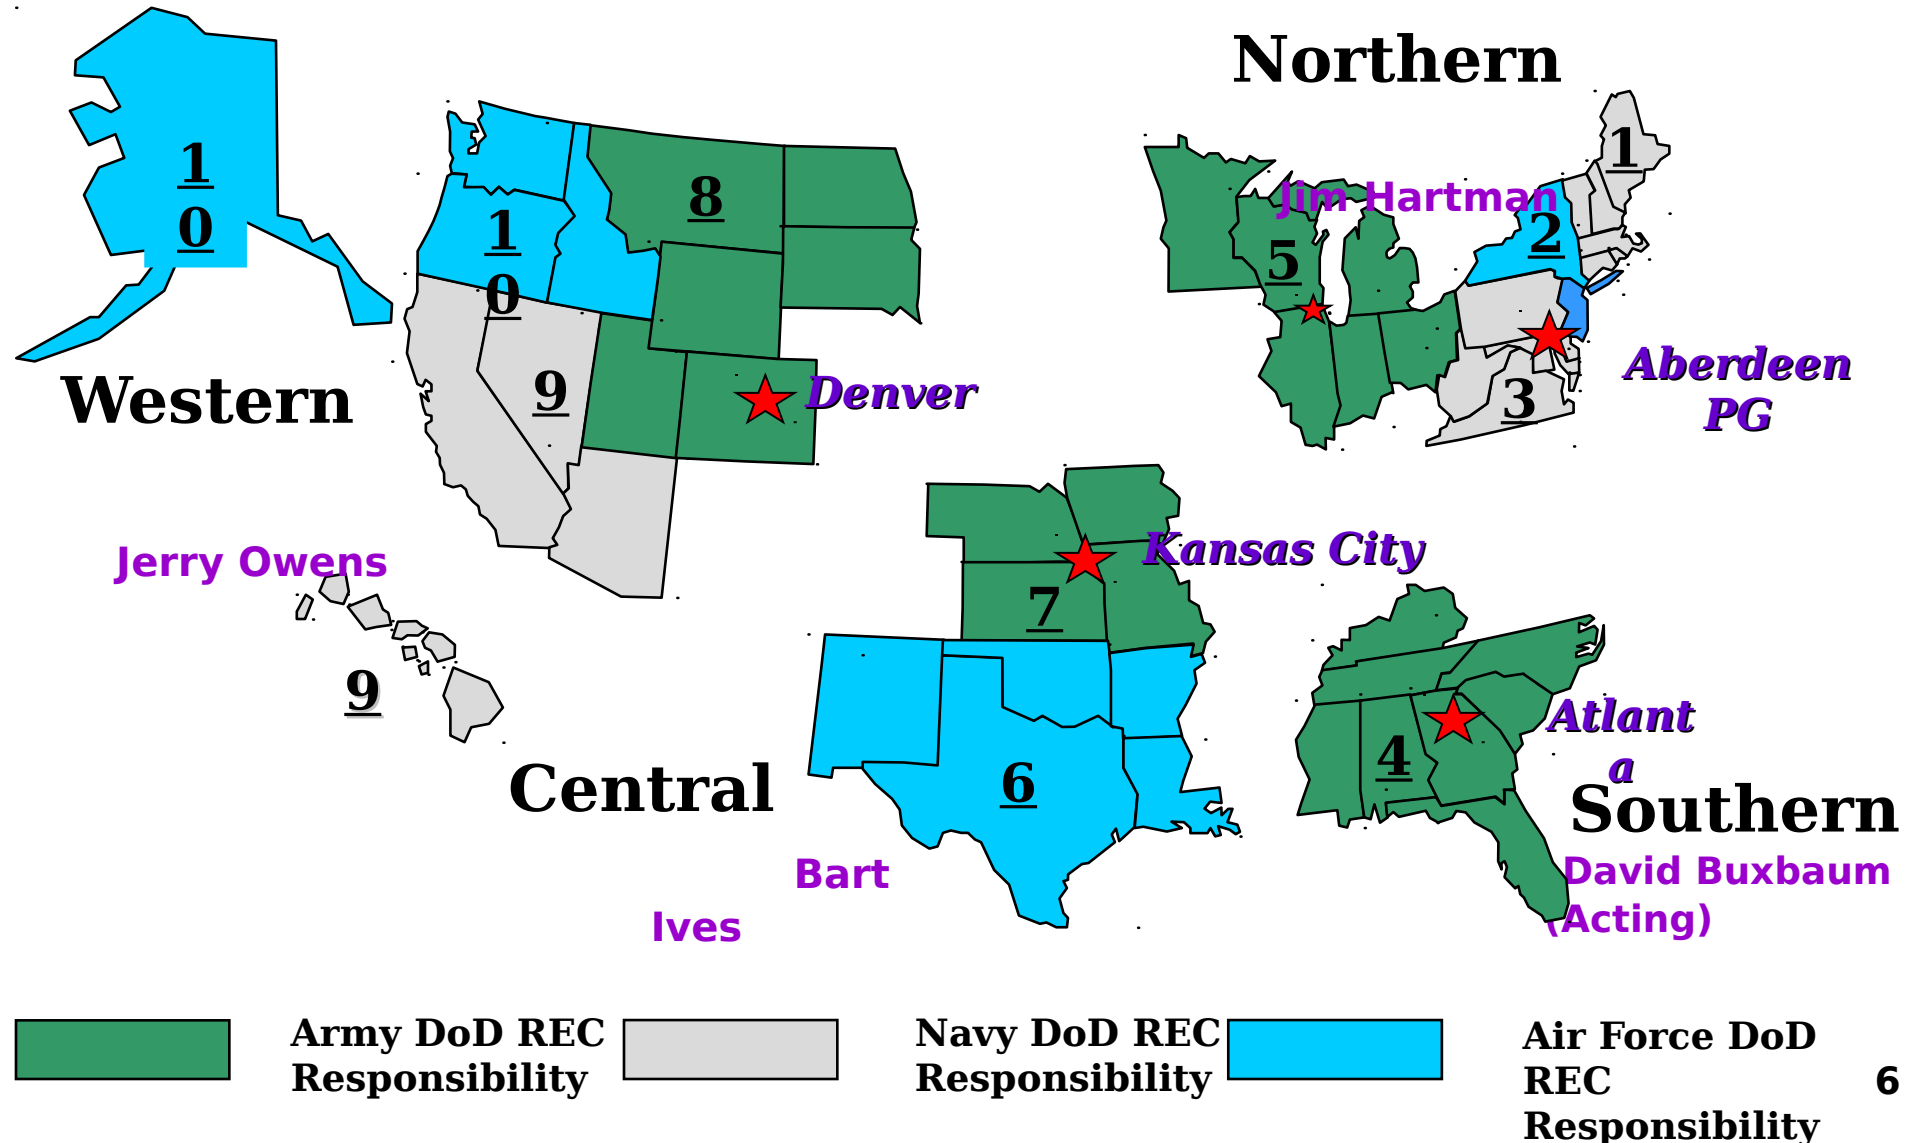 Northern
1
0
8
1
0
Jim Hartman
1
2
5
Western
9
Denver
3
Aberdeen
PG
Jerry Owens
Kansas City
7
9
Central
6
4
Atlant
a
Southern
Bart
Ives
David Buxbaum
(Acting)
Army DoD REC
Responsibility
Navy DoD REC
Responsibility
Air Force DoD
REC
Responsibility
6